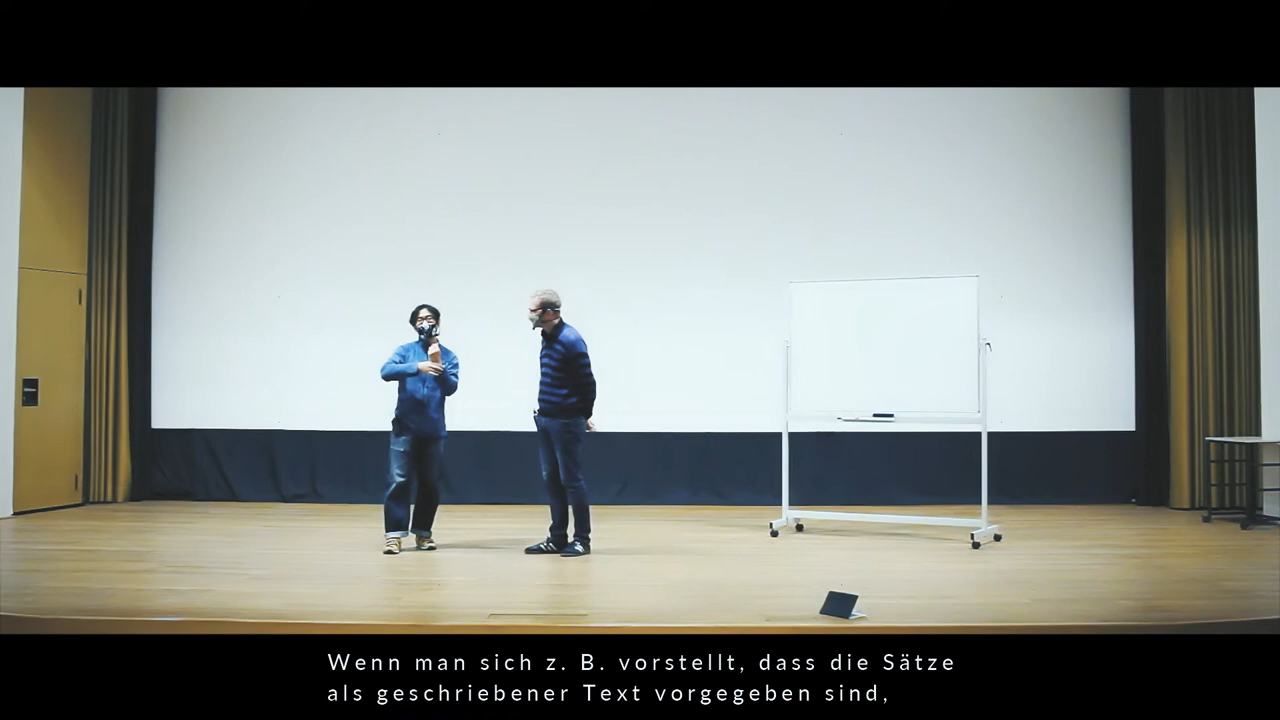 Wenn man sich z. B. vorstellt, dass die Sätze
als geschriebener Text vorgegeben sind,